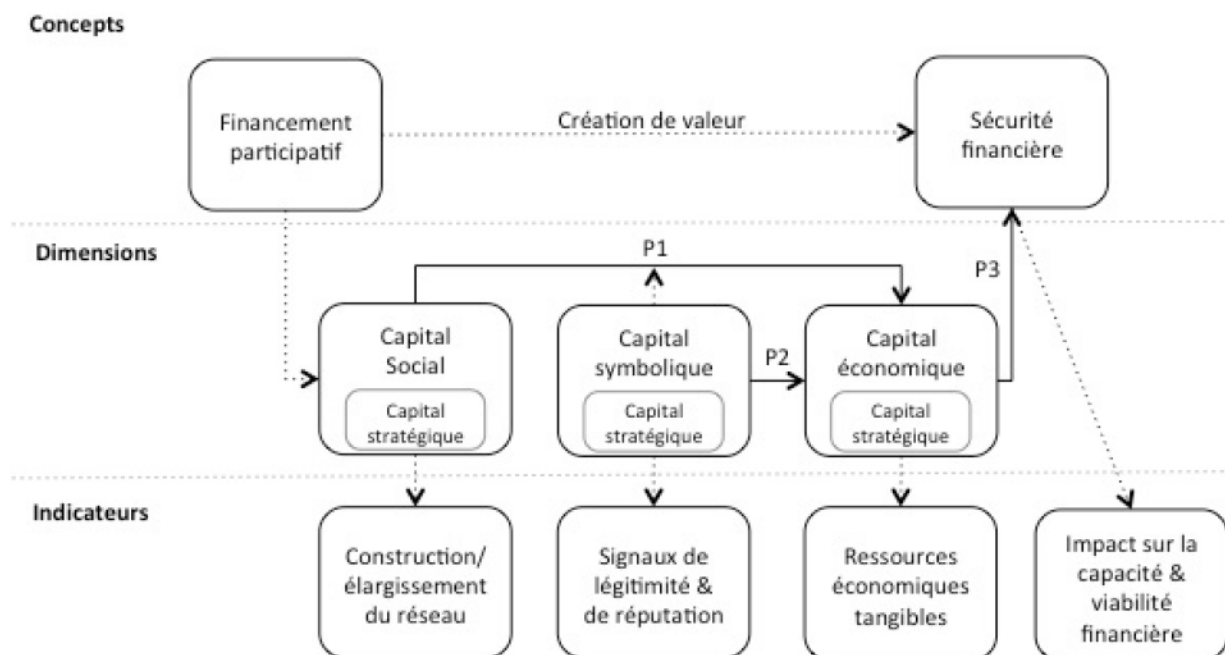 Concepts
Financement
participatif
Création de valeur
Sécurité
financière
Dimensions
P1
P3
Capital
Social
Capital
stratégique
Capital
symbolique
Capital
stratégique
P2
Capital
économique
Capital
stratégique
Indicateurs
Construction/
élargissement
du réseau
Signaux de
légitimité &
de réputation
Ressources
économiques
tangibles
Impact sur la
capacité &
viabilité
financière